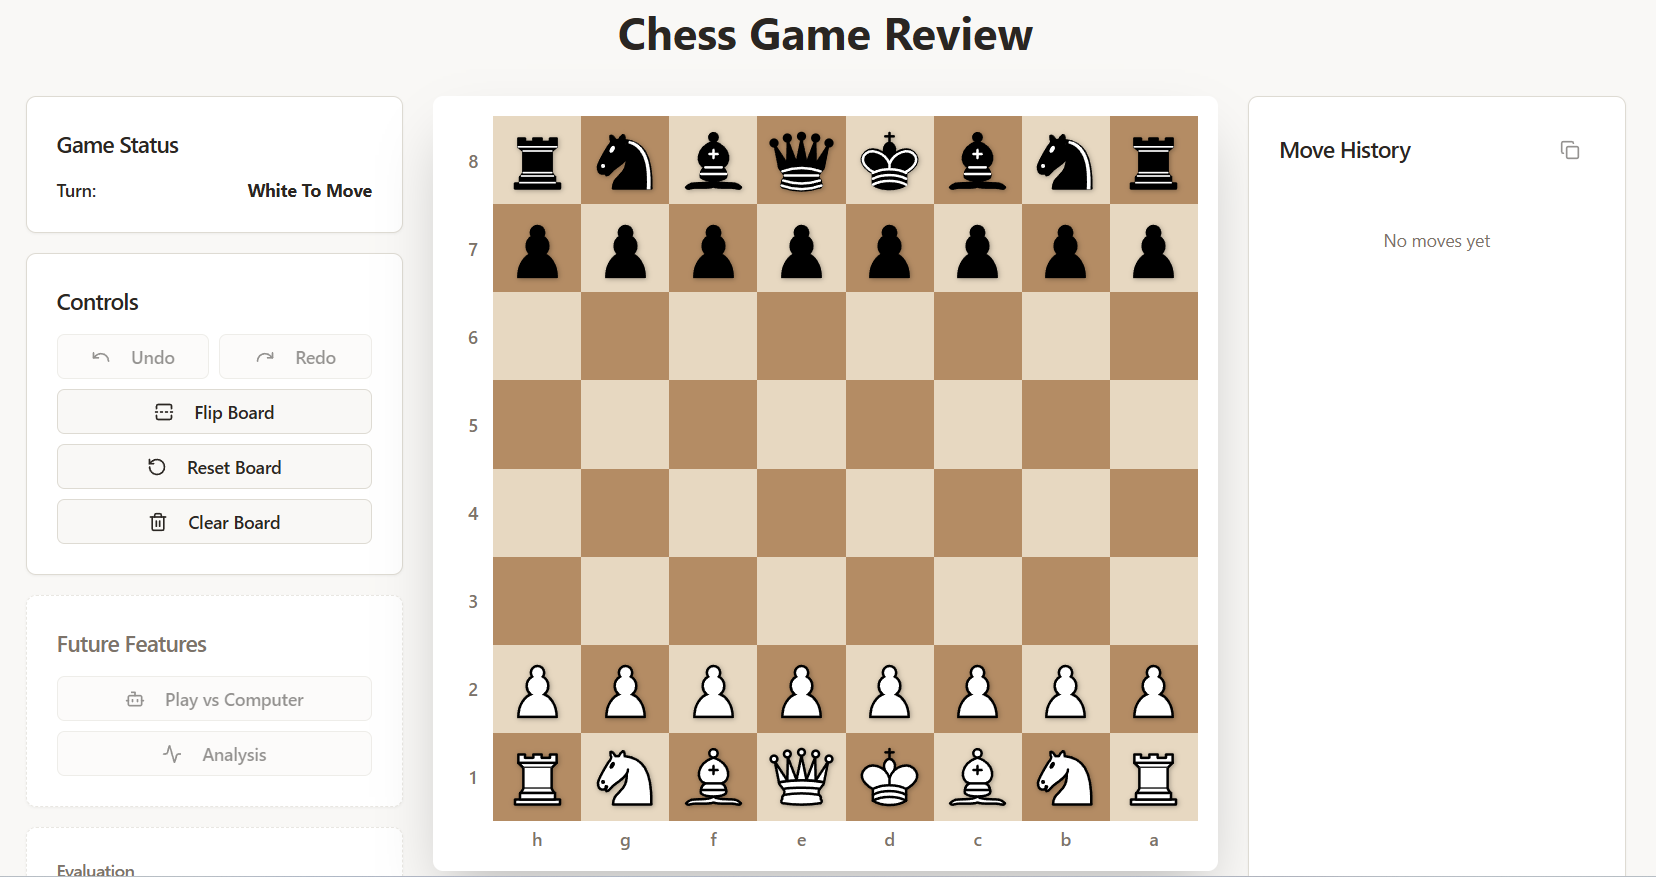 Chess Game Review
Game Status
Turn: White To Move
Controls
Undo Redo
Flip Board
Reset Board
Clear Board
Future Features
Play vs Computer
Analysis
Evaluation
8
7
6
5
4
3
2
1
h g f e d c b a
Move History
No moves yet